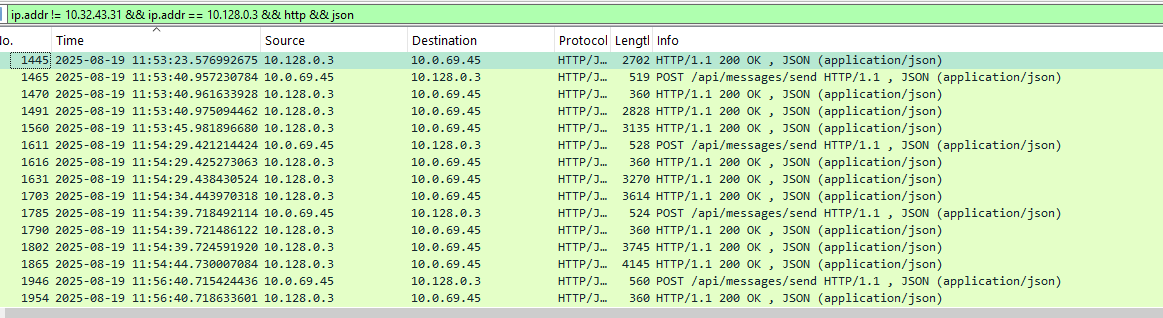 ip.addr != 10.32.43.31 && ip.addr == 10.128.0.3 && http && json
No. Time Source Destination Protocol Lengtl Info
1445 2025-08-19 11:53:23.576992675 10.128.0.3 10.0.69.45 HTTP/J… 2702 HTTP/1.1 200 OK , JSON (application/json)
1465 2025-08-19 11:53:40.957230784 10.0.69.45 10.128.0.3 HTTP/J… 519 POST /api/messages/send HTTP/1.1 , JSON (application/json)
1470 2025-08-19 11:53:40.961633928 10.128.0.3 10.0.69.45 HTTP/J… 360 HTTP/1.1 200 OK , JSON (application/json)
1491 2025-08-19 11:53:40.975094462 10.128.0.3 10.0.69.45 HTTP/J… 2828 HTTP/1.1 200 OK , JSON (application/json)
1560 2025-08-19 11:53:45.981896680 10.128.0.3 10.0.69.45 HTTP/J… 3135 HTTP/1.1 200 OK , JSON (application/json)
1611 2025-08-19 11:54:29.421214424 10.0.69.45 10.128.0.3 HTTP/J… 528 POST /api/messages/send HTTP/1.1 , JSON (application/json)
1616 2025-08-19 11:54:29.425273063 10.128.0.3 10.0.69.45 HTTP/J… 360 HTTP/1.1 200 OK , JSON (application/json)
1631 2025-08-19 11:54:29.438430524 10.128.0.3 10.0.69.45 HTTP/J… 3270 HTTP/1.1 200 OK , JSON (application/json)
1703 2025-08-19 11:54:34.443970318 10.128.0.3 10.0.69.45 HTTP/J… 3614 HTTP/1.1 200 OK , JSON (application/json)
1785 2025-08-19 11:54:39.718492114 10.0.69.45 10.128.0.3 HTTP/J… 524 POST /api/messages/send HTTP/1.1 , JSON (application/json)
1790 2025-08-19 11:54:39.721486122 10.128.0.3 10.0.69.45 HTTP/J… 360 HTTP/1.1 200 OK , JSON (application/json)
1802 2025-08-19 11:54:39.724591920 10.128.0.3 10.0.69.45 HTTP/J… 3745 HTTP/1.1 200 OK , JSON (application/json)
1865 2025-08-19 11:54:44.730007084 10.128.0.3 10.0.69.45 HTTP/J… 4145 HTTP/1.1 200 OK , JSON (application/json)
1946 2025-08-19 11:56:40.715424436 10.0.69.45 10.128.0.3 HTTP/J… 560 POST /api/messages/send HTTP/1.1 , JSON (application/json)
1954 2025-08-19 11:56:40.718633601 10.128.0.3 10.0.69.45 HTTP/J… 360 HTTP/1.1 200 OK , JSON (application/json)